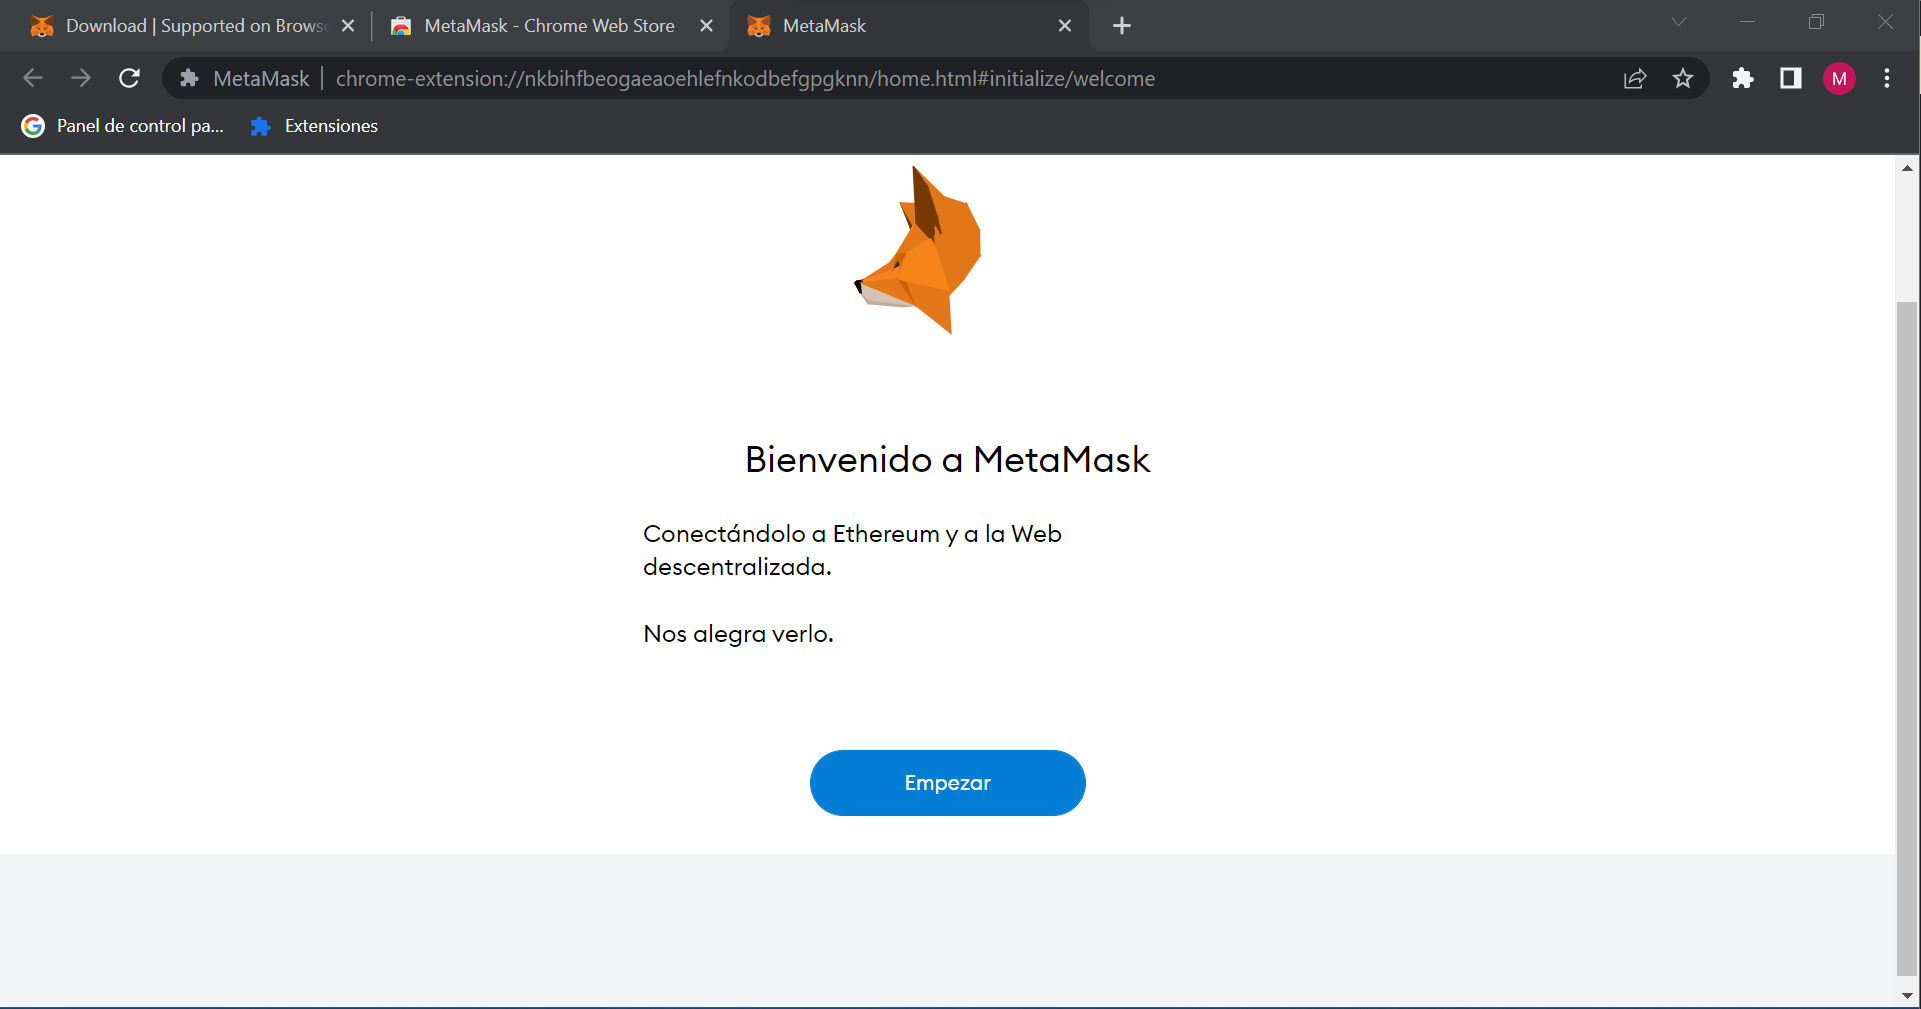 Download | Supported on Browse
MetaMask - Chrome Web Store
MetaMask
MetaMask
chrome-extension://nkbihfbeogaeaoehlefnkodbefgpgknn/home.html#initialize/welcome
M
Panel de control pa...
Extensiones
Bienvenido a MetaMask
Conectándolo a Ethereum y a la Web
descentralizada.
Nos alegra verlo.
Empezar